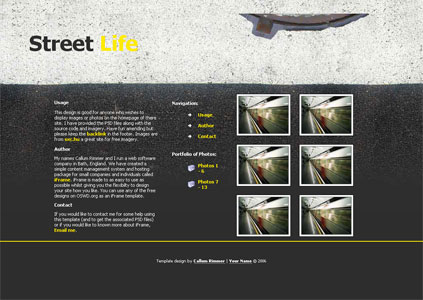 Street Life
Usage
This design is good for anyone who wishes to
display images or photos on the homepage of there
site. I have provided the PSD files along with the
source code and imagery. Have fun amendting but
please keep the backlink in the footer. Images are
from sxc.hu a great site for free imagery.
Author
My names Callum Rimmer and I run a web software
company in Bath, England. We have created a
simple content management system and hosting
package for small companies and individuals called
iFrame. iFrame is made to as easy to use as
possible whilst giving you the flexibility to design
your site how you like. You can use any of the free
designs on OSWD.org as an iFrame template.
Contact
If you would like to contact me for some help using
this template (and to get the associated PSD files)
or if you would like to known more about iFrame,
Email me.
Navigation:
Usage
Author
Contact
Portfolio of Photos:
Photos 1
- 6
Photos 7
- 13
Template design by Callum Rimmer | Your Name © 2006